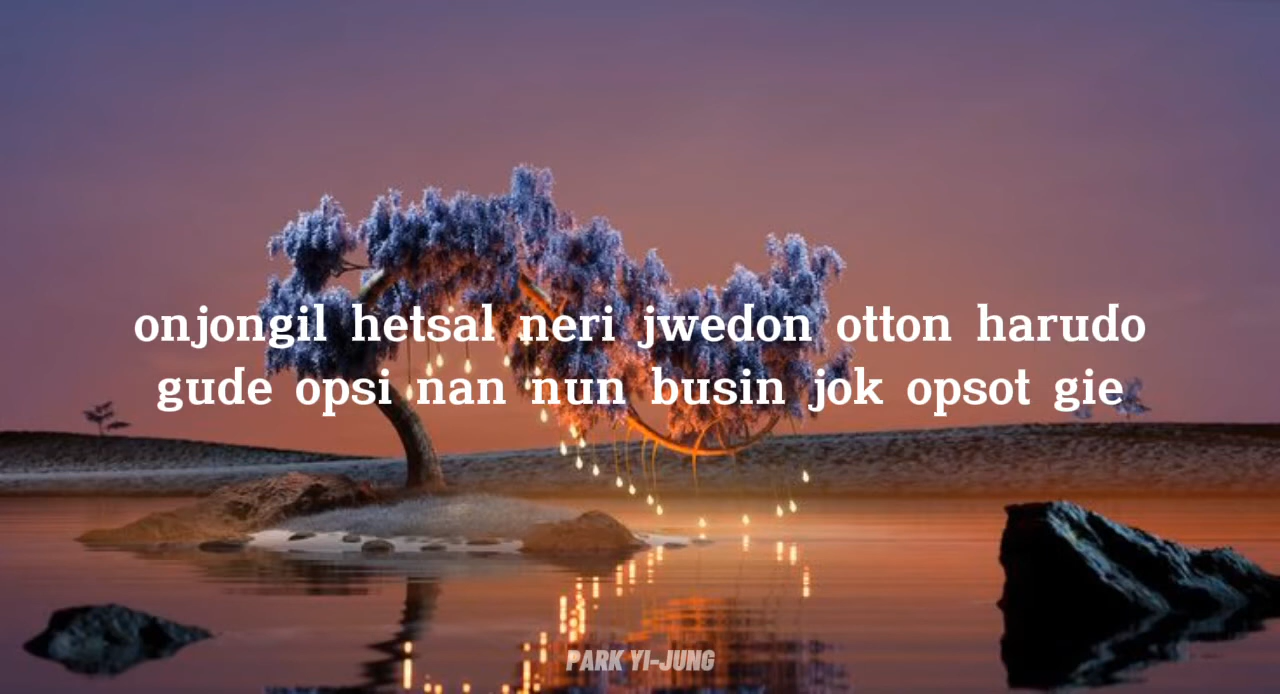 onjongil hetsal neri jwedon otton harudo
gude opsi nan nun busin jok opsot gie
PARK YI-JUNG